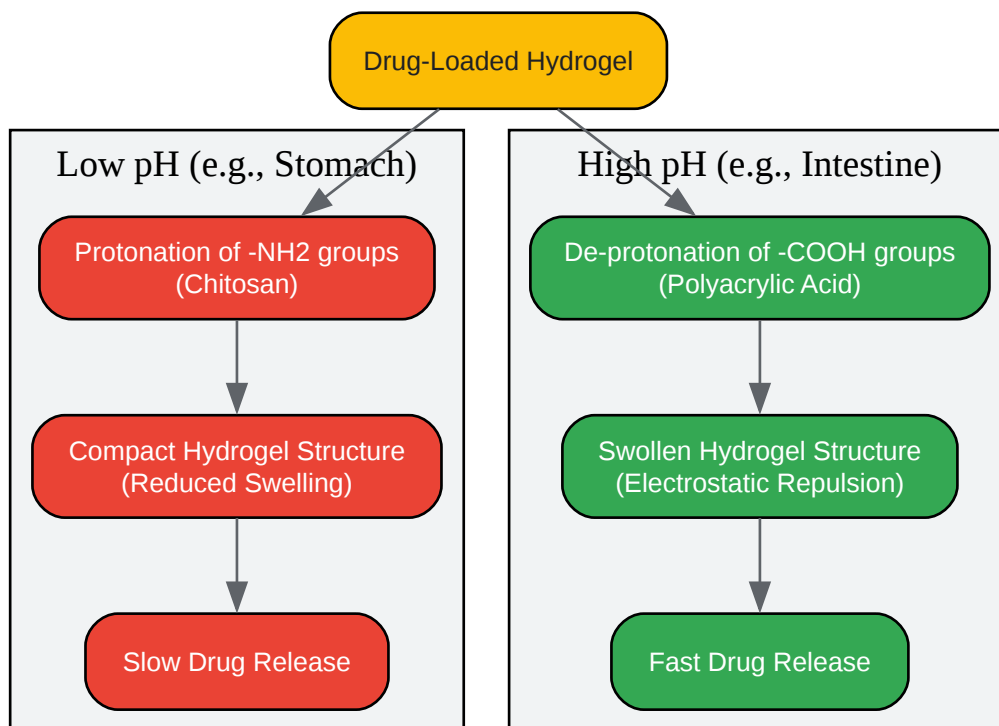 Drug-Loaded Hydrogel
Low pH (e.g., Stomach)
Protonation of -NH2 groups
(Chitosan)
Compact Hydrogel Structure
(Reduced Swelling)
Slow Drug Release
High pH (e.g., Intestine)
De-protonation of -COOH groups
(Polyacrylic Acid)
Swollen Hydrogel Structure
(Electrostatic Repulsion)
Fast Drug Release